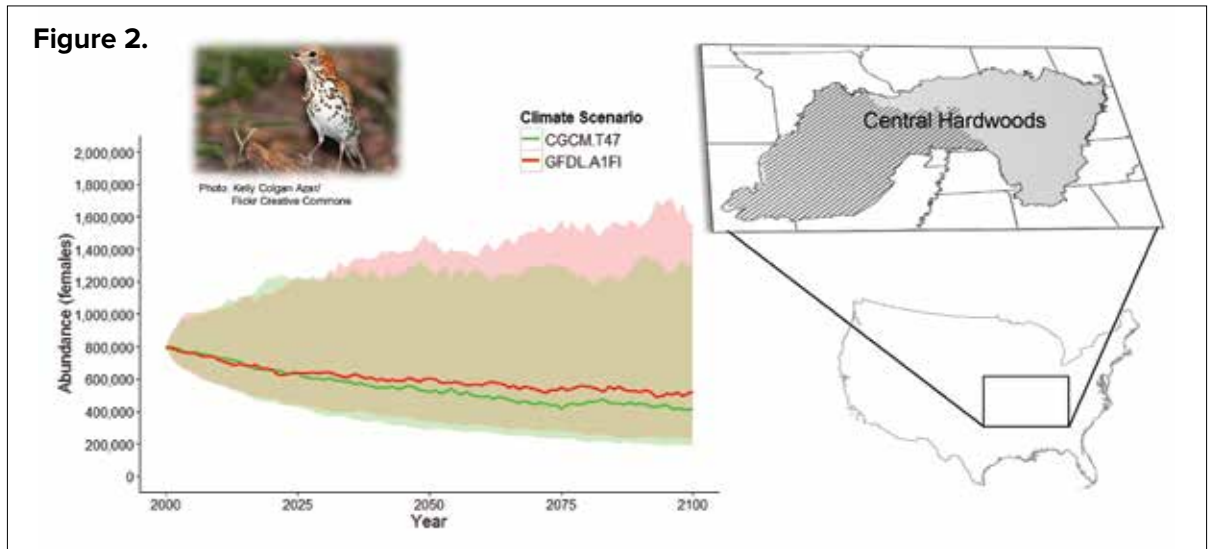 Figure 2.
Photo: Kelly Colgan Azar/
Flickr Creative Commons
Climate Scenario
CGCM.T47
GFDL.A1FI
Central Hardwoods
Abundance (females)
2,000,000
1,800,000
1,600,000
1,400,000
1,200,000
1,000,000
800,000
600,000
400,000
200,000
0
2000
2025
2050
2075
2100
Year